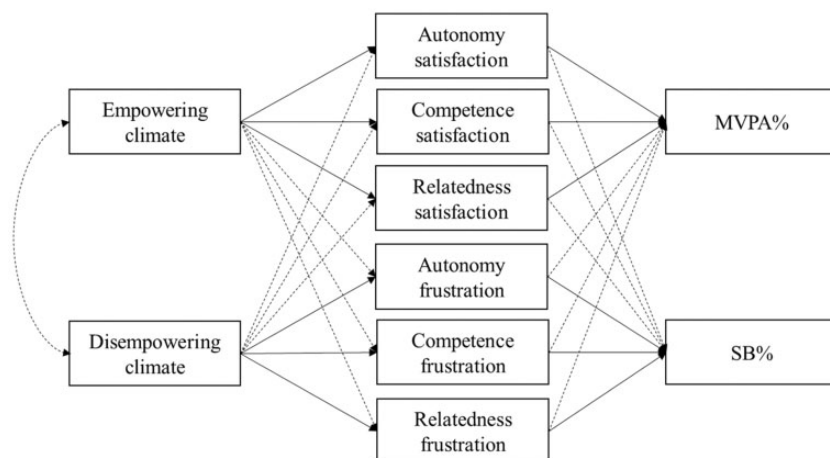 Autonomy
satisfaction
Empowering
climate
Competence
satisfaction
MVPA%
Relatedness
satisfaction
Autonomy
frustration
Disempowering
climate
Competence
frustration
SB%
Relatedness
frustration